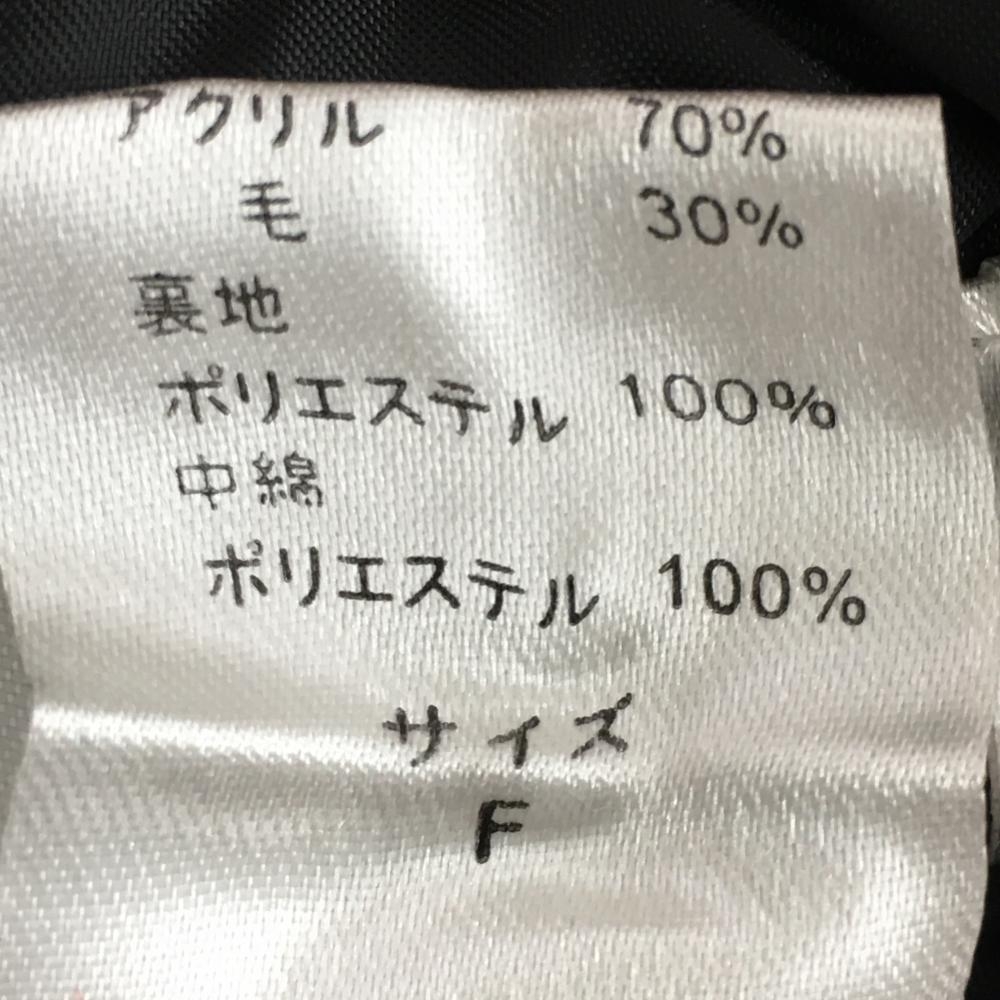 アクリル 70%
毛 30%
裏地
ポリエステル 100%
中綿
ポリエステル 100%
サイズ
F